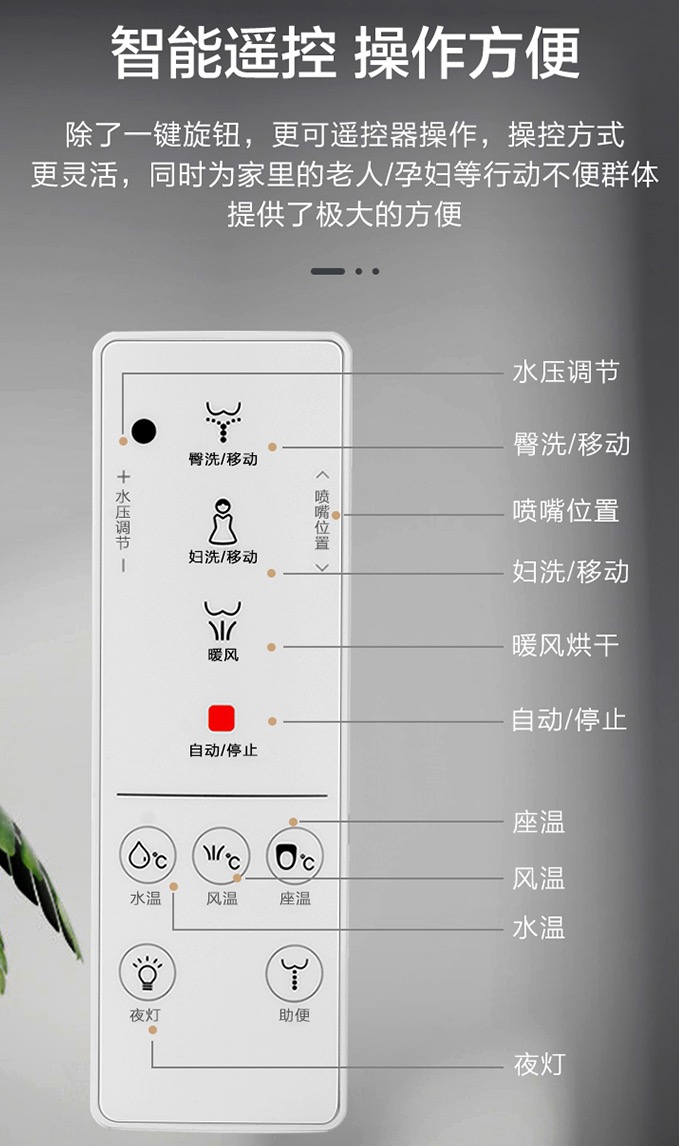 智能遥控 操作方便
除了一键旋钮，更可遥控器操作，操控方式
更灵活，同时为家里的老人/孕妇等行动不便群体
提供了极大的方便
水压调节
臀洗/移动
喷嘴位置
妇洗/移动
暖风烘干
自动/停止
座温
风温
水温
夜灯
臀洗/移动
+水压调节-
喷嘴位置
妇洗/移动
暖风
自动/停止
°C
°C
°C
水温
风温
座温
夜灯
助便